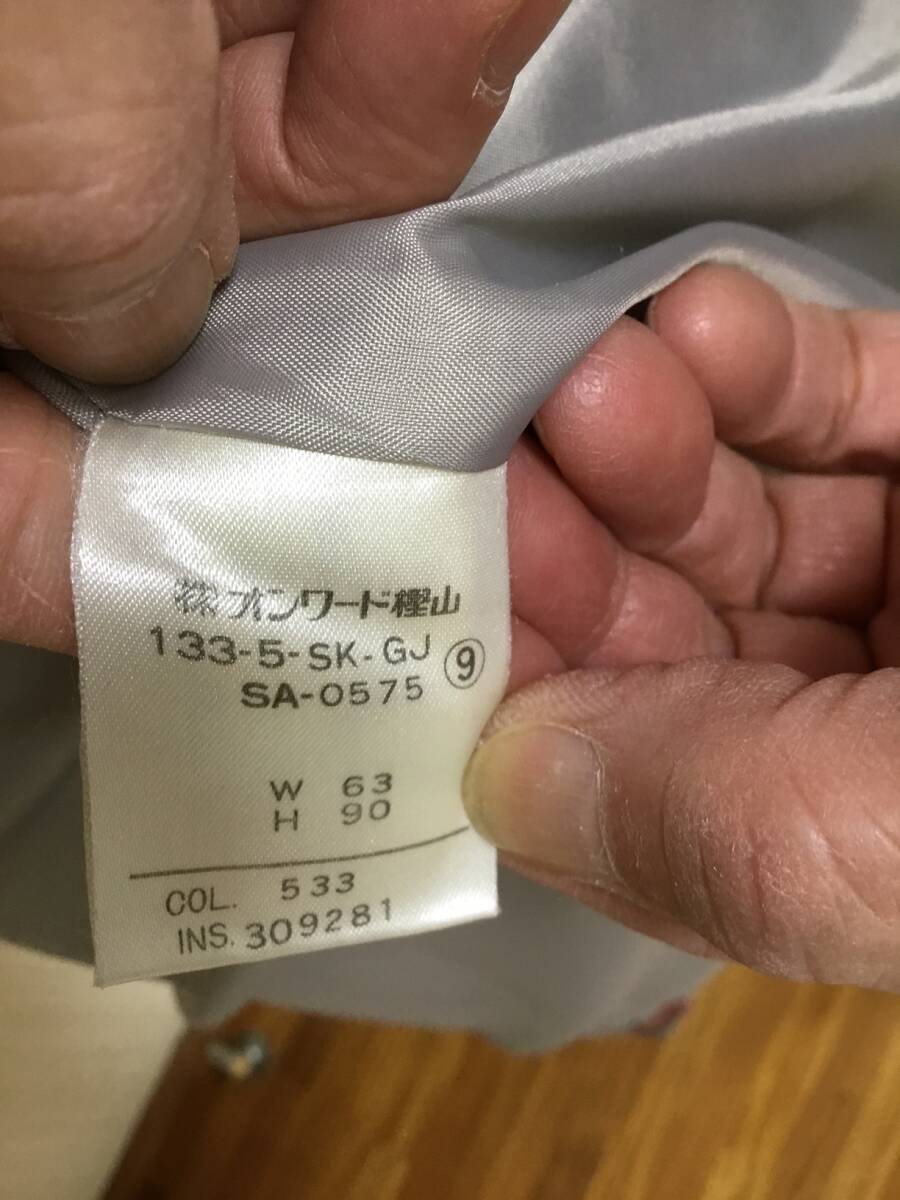 ㈱オンワード樫山
133-5-SK-GJ ⑨
SA-0575
W 63
H 90
COL. 533
INS. 309281